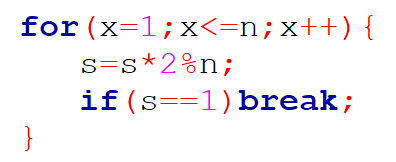 for(x=1;x<=n;x++){
s=s*2%n;
if(s==1)break;
}